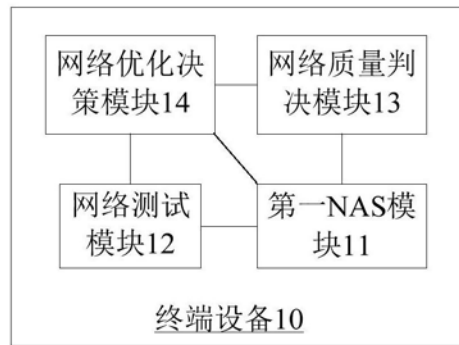 网络优化决
策模块14
网络质量判
决模块13
网络测试
模块12
第一NAS模
块11
终端设备10